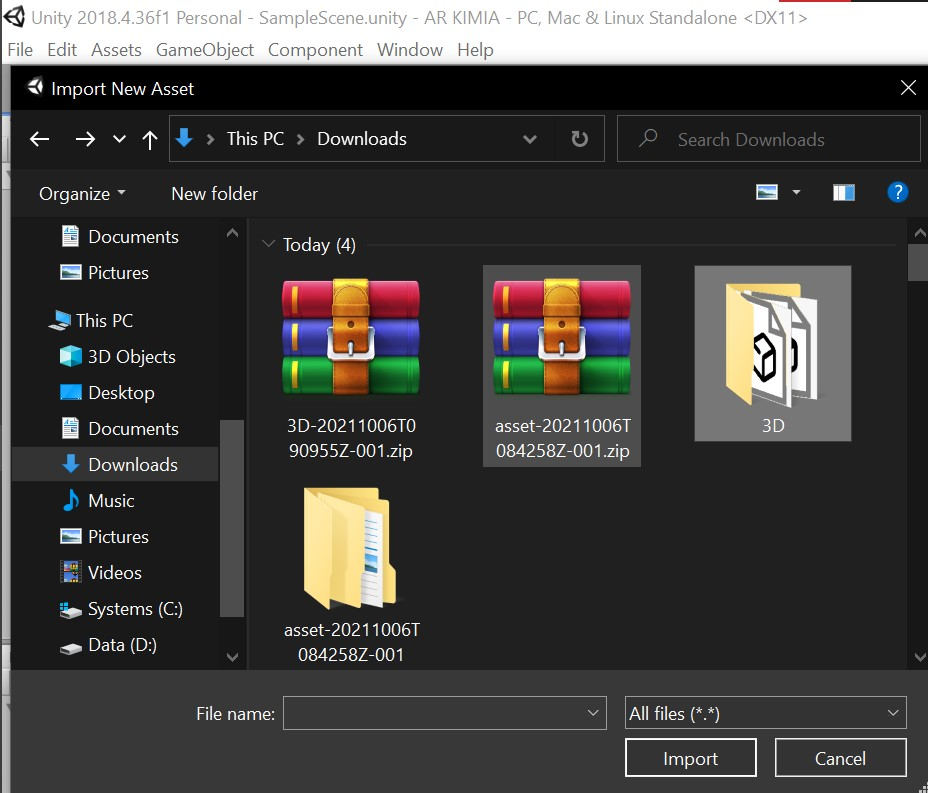 Unity 2018.4.36f1 Personal - SampleScene.unity - AR KIMIA - PC, Mac & Linux Standalone <DX11>
File Edit Assets GameObject Component Window Help
Import New Asset
This PC > Downloads
Search Downloads
Organize
New folder
Documents
Pictures
This PC
3D Objects
Desktop
Documents
Downloads
Music
Pictures
Videos
Systems (C:)
Data (D:)
Today (4)
3D-20211006T0
90955Z-001.zip
asset-20211006T
084258Z-001.zip
3D
asset-20211006T
084258Z-001
File name:
All files (*.*)
Import
Cancel